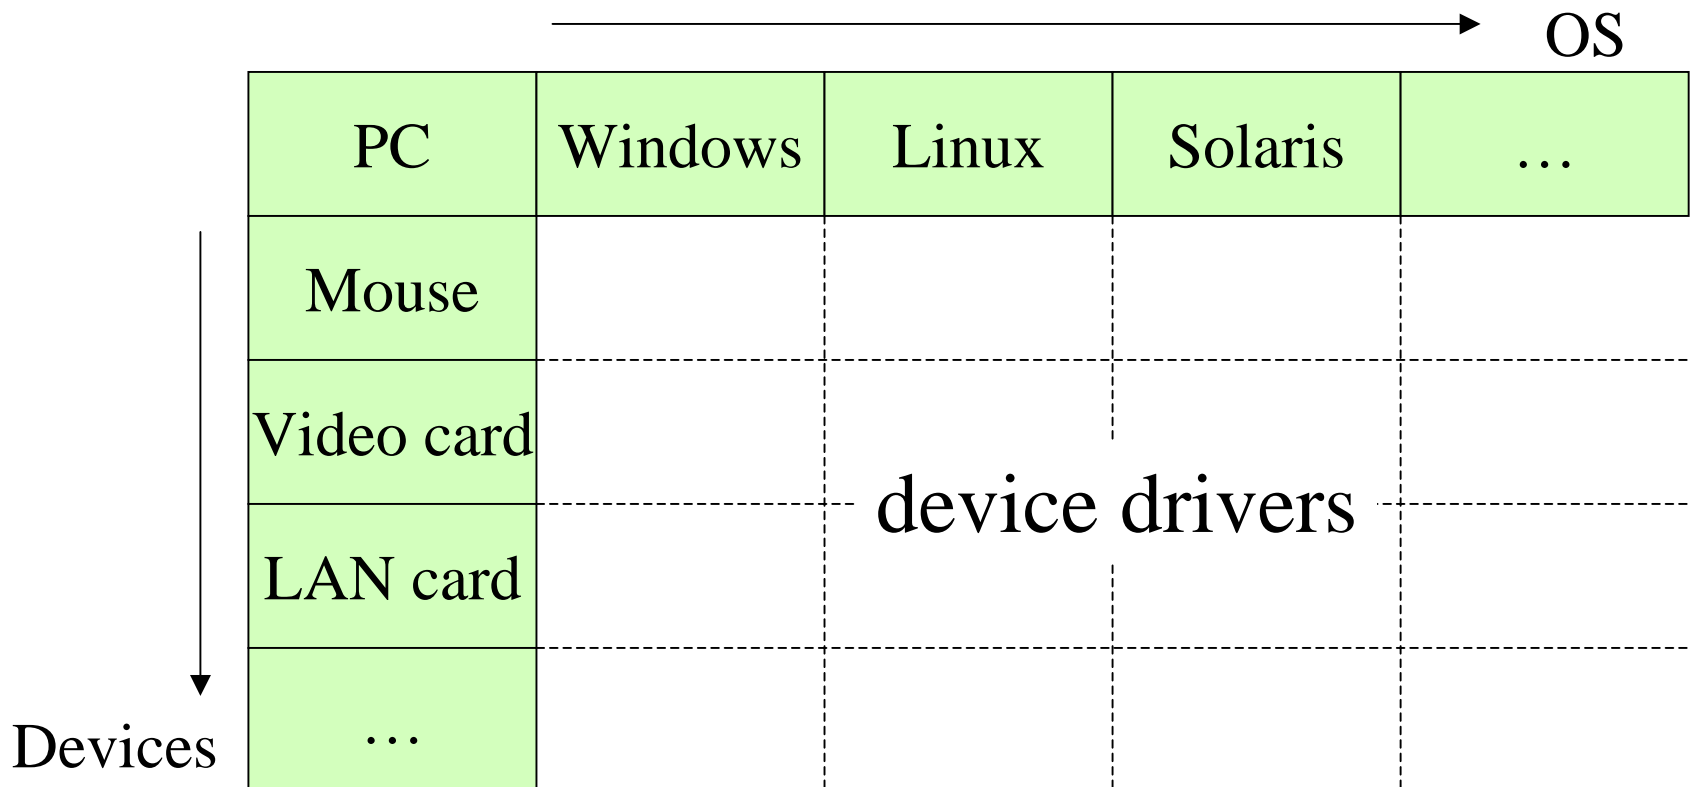 OS
PC Windows Linux Solaris …
Mouse
Video card
device drivers
LAN card
…
Devices